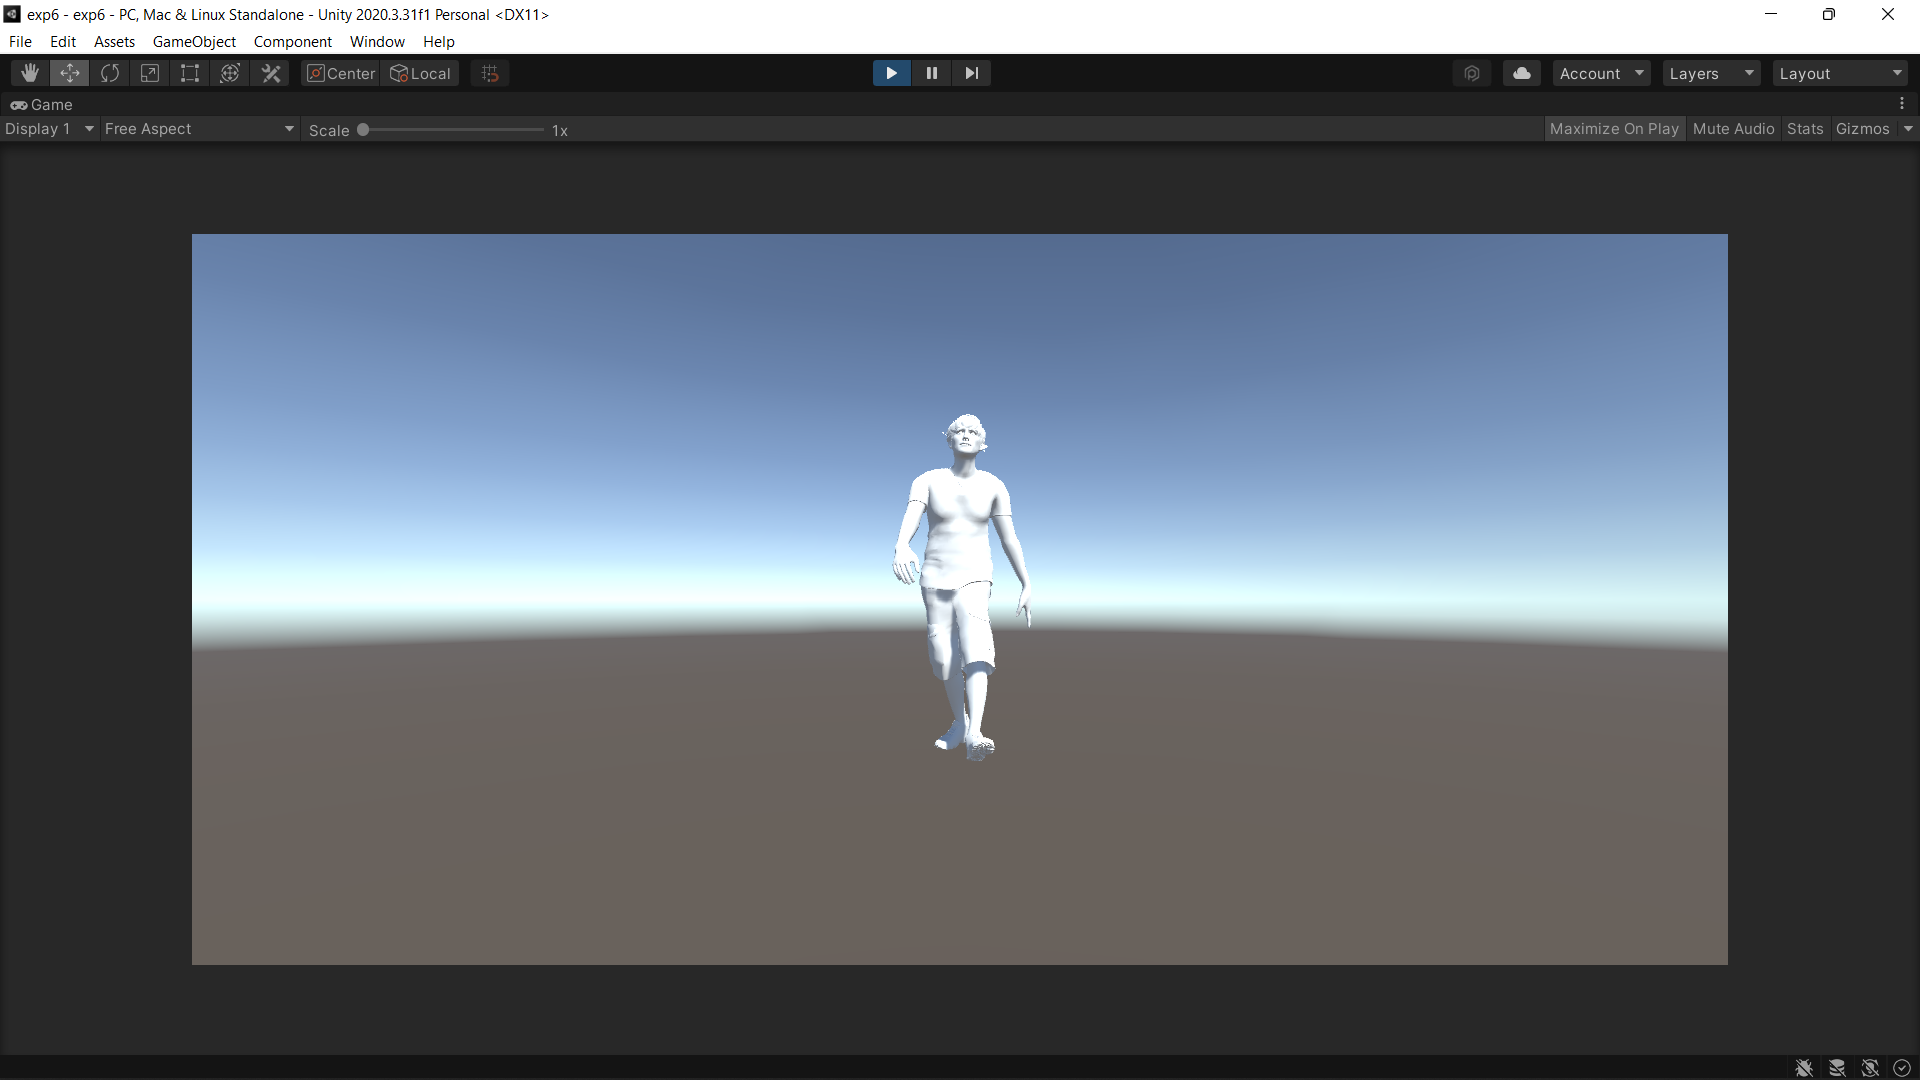 exp6 - exp6 - PC, Mac & Linux Standalone - Unity 2020.3.31f1 Personal <DX11>
File Edit Assets GameObject Component Window Help
Center Local Account Layers Layout
Game
Display 1 Free Aspect Scale 1x Maximize On Play Mute Audio Stats Gizmos